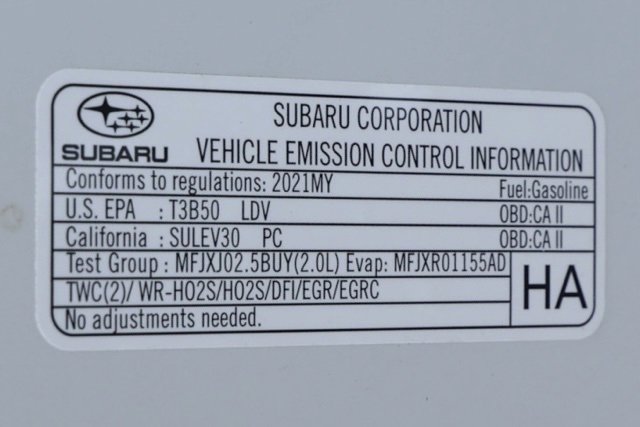 SUBARU CORPORATION
SUBARU VEHICLE EMISSION CONTROL INFORMATION
Conforms to regulations: 2021MY Fuel:Gasoline
U.S. EPA : T3B50 LDV OBD:CA II
California : SULEV30 PC OBD:CA II
Test Group : MFJXJ02.5BUY(2.0L) Evap: MFJXR01155AD
TWC(2)/ WR-HO2S/HO2S/DFI/EGR/EGRC
HA
No adjustments needed.